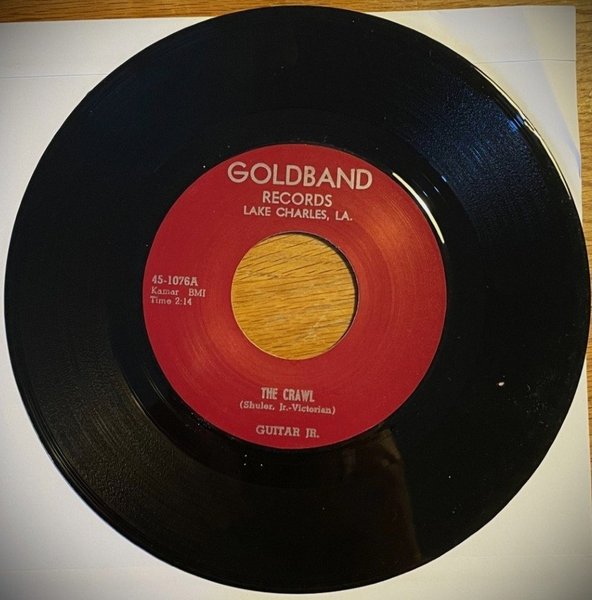 GOLDBAND
RECORDS
LAKE CHARLES, LA.
45-1076A
Kamar BMI
Time 2:14
THE CRAWL
(Shuler, Jr.-Victorian)
GUITAR JR.